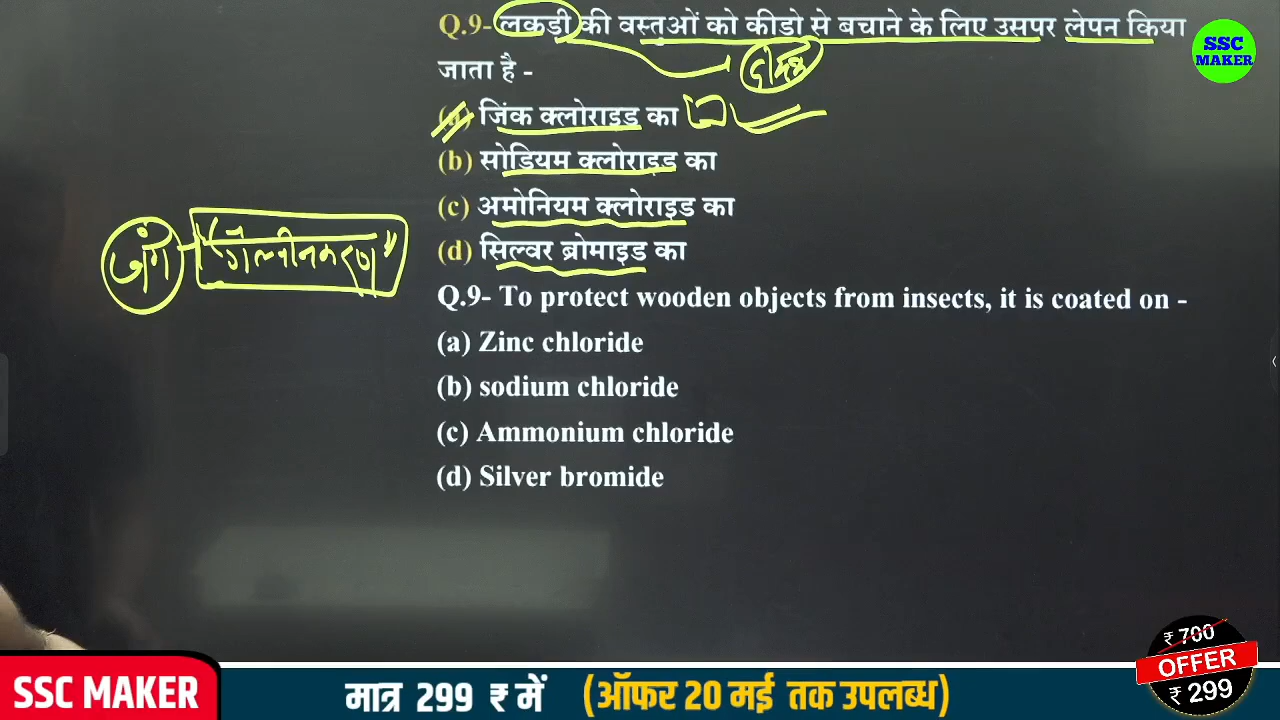 Q.9- लकडी की वस्तुओं को कीडो से बचाने के लिए उसपर लेपन किया
जाता है -
दीमक
(a) जिंक क्लोराइड का
(b) सोडियम क्लोराइड का
(c) अमोनियम क्लोराइड का
(d) सिल्वर ब्रोमाइड का
जंग - "गैल्वीनकरण"
Q.9- To protect wooden objects from insects, it is coated on -
(a) Zinc chloride
(b) sodium chloride
(c) Ammonium chloride
(d) Silver bromide
SSC
MAKER
SSC MAKER
मात्र 299 ₹ में (ऑफर 20 मई तक उपलब्ध)
₹ 700
OFFER
₹ 299